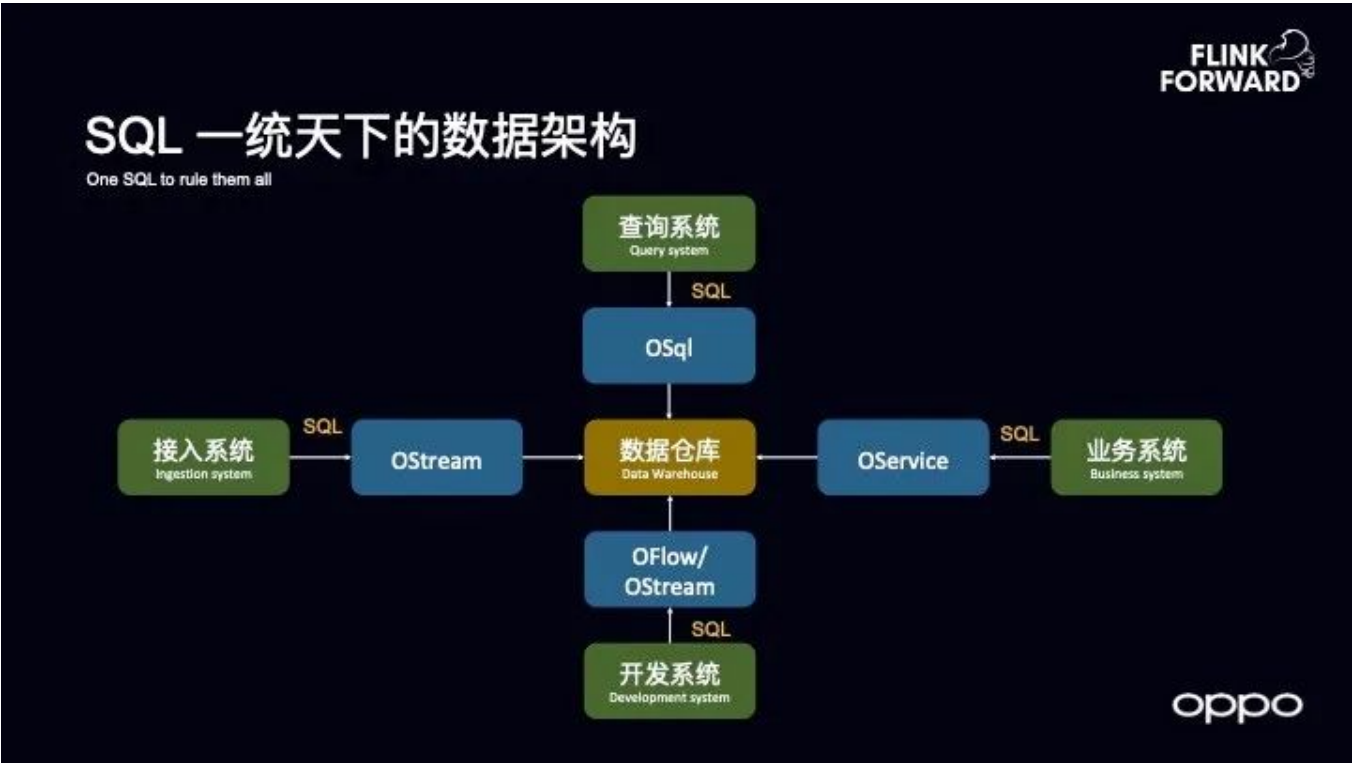 FLINK
FORWARD
SQL 一统天下的数据架构
One SQL to rule them all
查询系统
Query system
SQL
OSql
接入系统
Ingestion system
SQL
OStream
数据仓库
Data Warehouse
OService
SQL
业务系统
Business system
OFlow/
OStream
SQL
开发系统
Development system
oppo